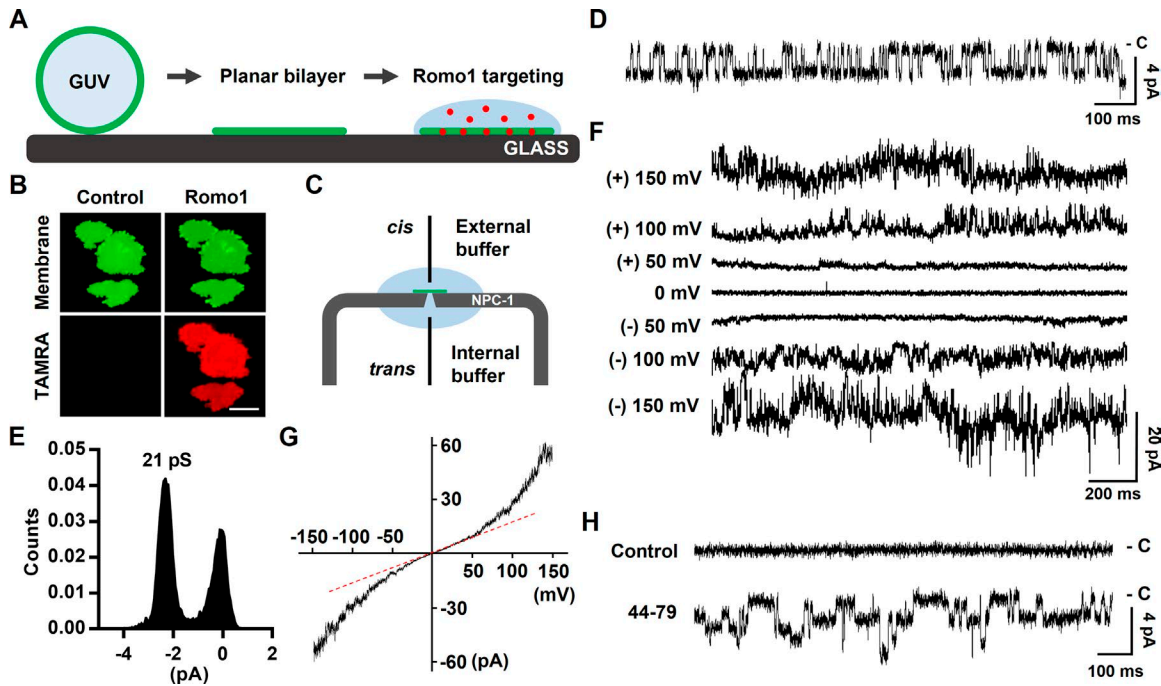 A
GUV
Planar bilayer
Romo1 targeting
GLASS
B
Control
Romo1
Membrane
TAMRA
C
cis
External
buffer
NPC-1
trans
Internal
buffer
D
- C
4 pA
100 ms
E
21 pS
0.05
0.04
0.03
0.02
0.01
0.00
Counts
-4
-2
0
2
(pA)
F
(+) 150 mV
(+) 100 mV
(+) 50 mV
0 mV
(-) 50 mV
(-) 100 mV
(-) 150 mV
20 pA
200 ms
G
60
30
-150
-100
-50
50
100
150
(mV)
-30
-60 (pA)
H
Control
- C
44-79
- C
4 pA
100 ms